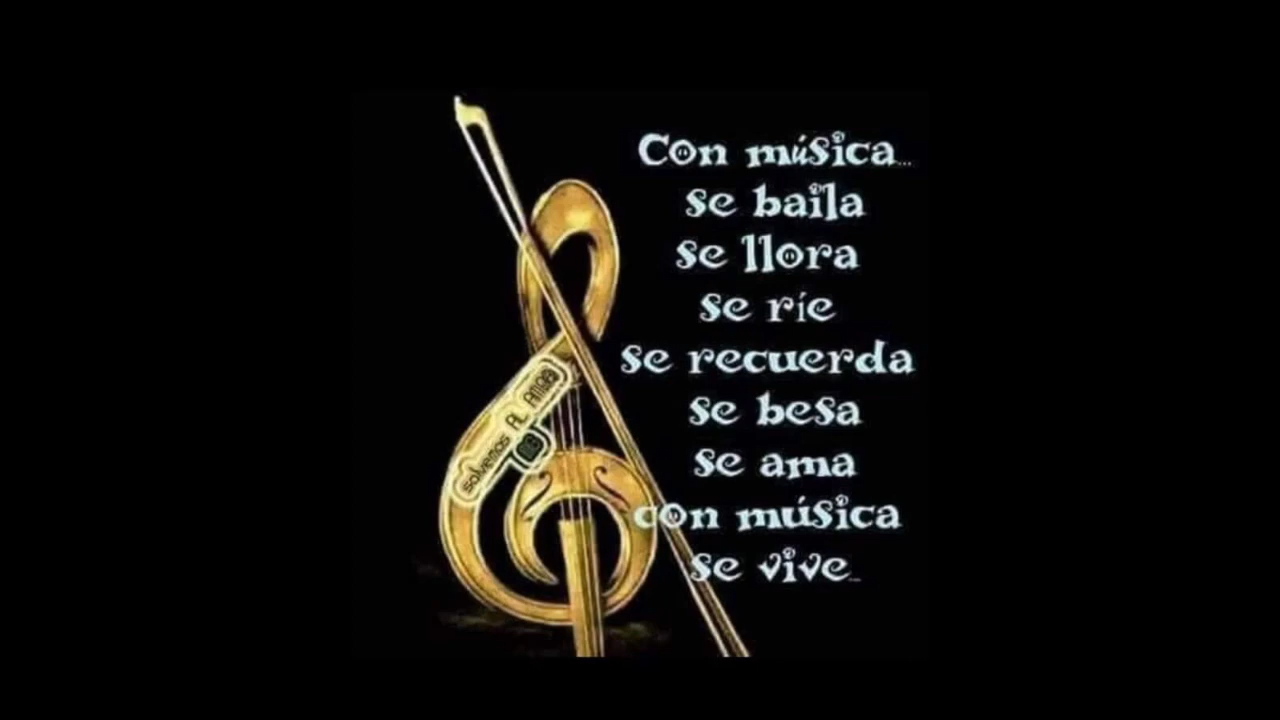 Con música...
se baila
se llora
se ríe
se recuerda
se besa
se ama
con música
se vive...
salvemos AL AMOR